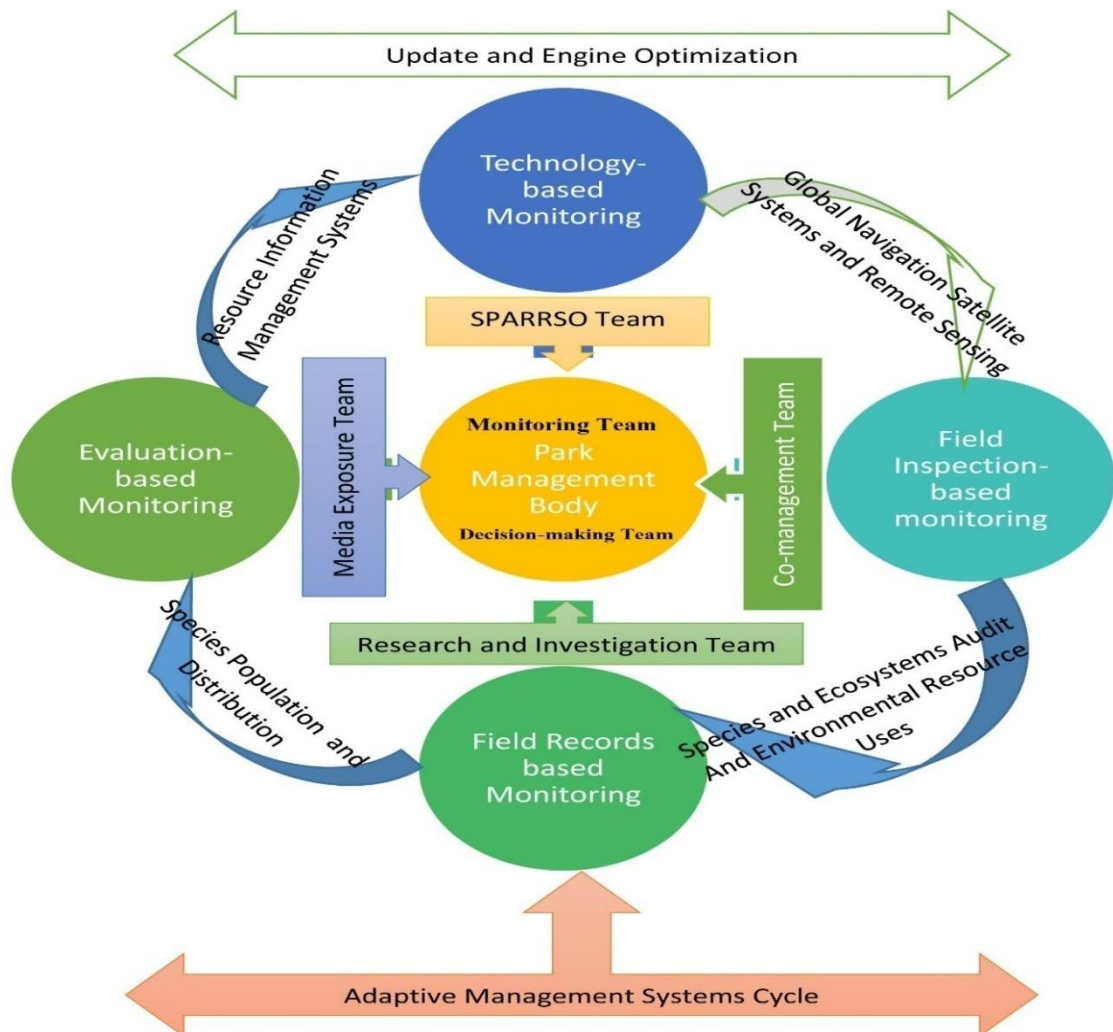 Update and Engine Optimization
Technology-
based
Monitoring
Global Navigation Satellite
Systems and Remote Sensing
Resource Information
Management Systems
SPARRSO Team
Media Exposure Team
Monitoring Team
Park
Management
Body
Decision-making Team
Co-management Team
Evaluation-
based
Monitoring
Field
Inspection-
based
monitoring
Research and Investigation Team
Species Population and
Distribution
Species and Ecosystems Audit
And Environmental Resource
Uses
Field Records
based
Monitoring
Adaptive Management Systems Cycle